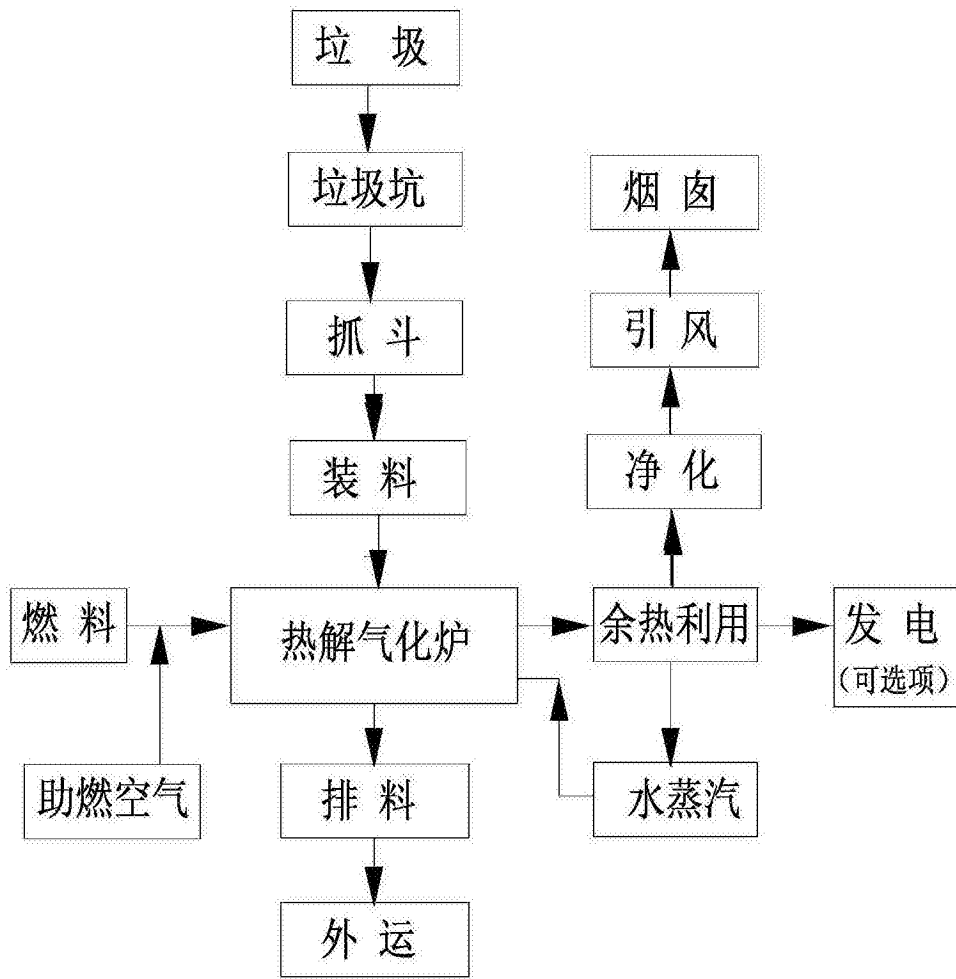 垃 圾
垃圾坑
烟 囱
抓 斗
引 风
装 料
净 化
燃 料
热解气化炉
余热利用
发 电
(可选项)
助燃空气
排 料
水蒸汽
外 运